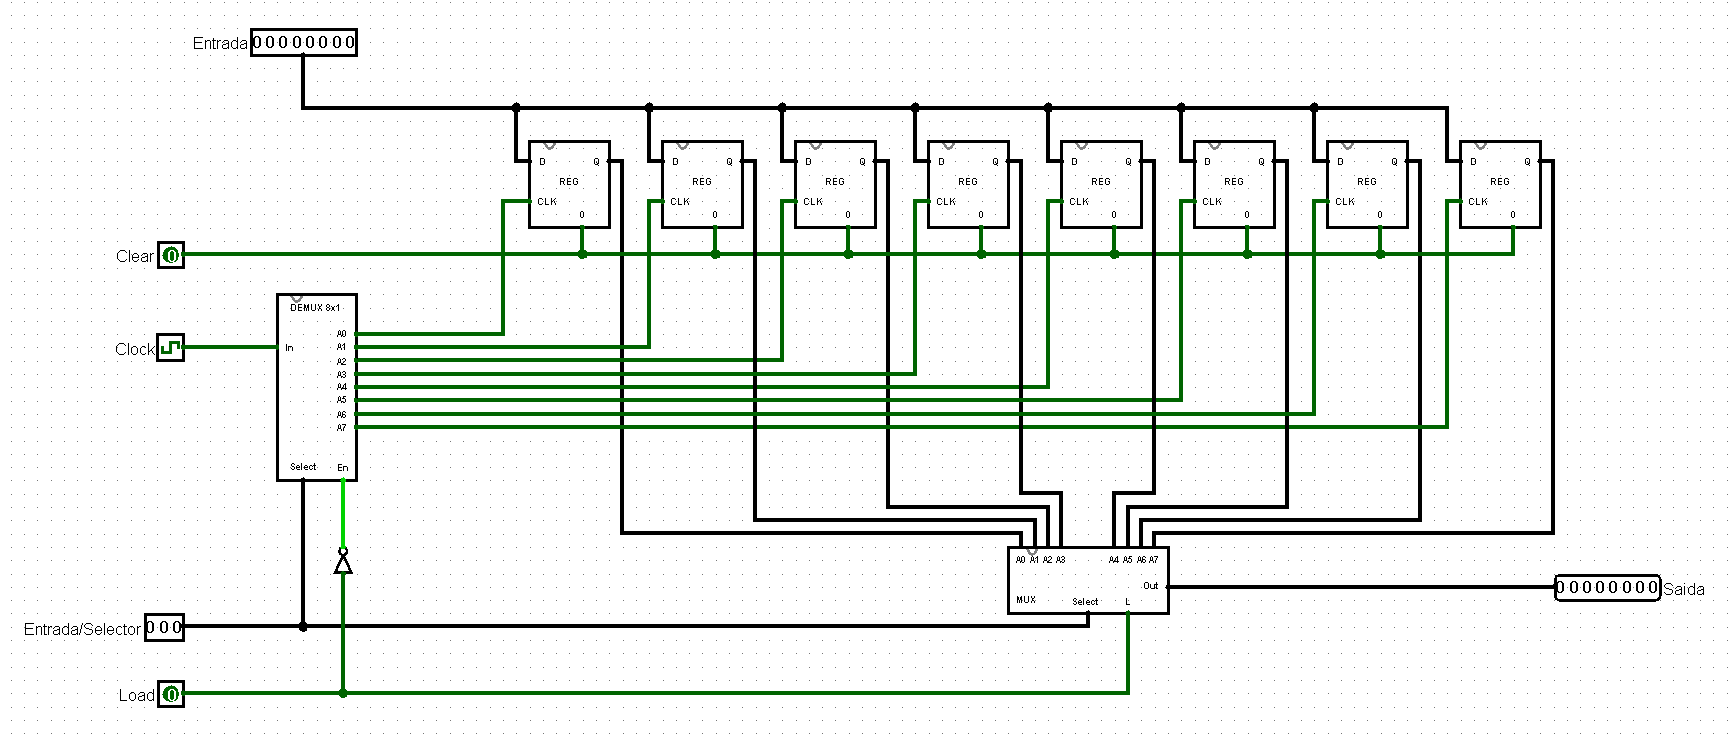 Entrada 00000000
D Q D Q D Q D Q D Q D Q D Q D Q
REG REG REG REG REG REG REG REG
CLK CLK CLK CLK CLK CLK CLK CLK
0 0 0 0 0 0 0 0
Clear 0
DEMUX 8x1
A0
Clock In A1
A2
A3
A4
A5
A6
A7
Select En
A0 A1 A2 A3 A4 A5 A6 A7
Out 00000000 Saida
MUX Select L
Entrada/Selector 000
Load 0